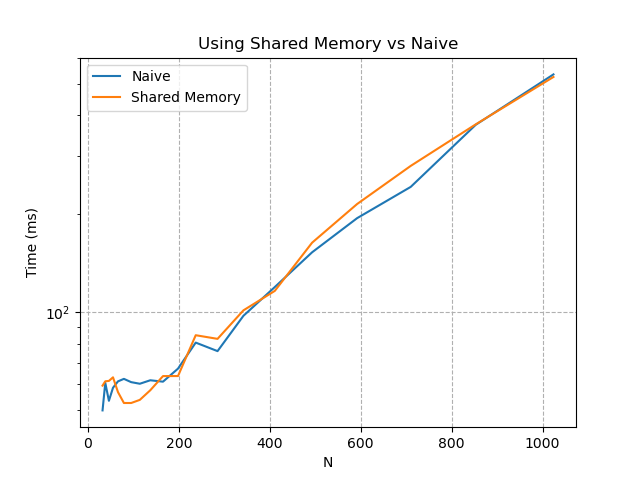 Using Shared Memory vs Naive
Naive
Shared Memory
Time (ms)
10²
0 200 400 600 800 1000
N